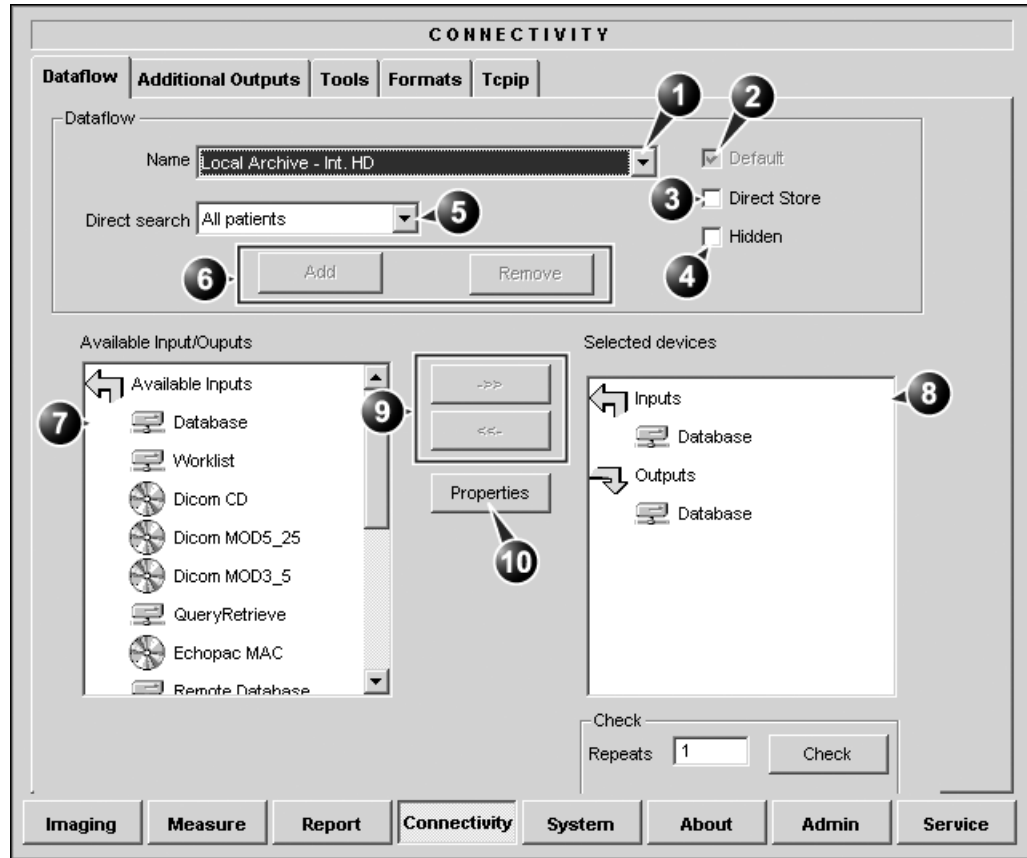 CONNECTIVITY
Dataflow Additional Outputs Tools Formats Tcpip
1 2
Dataflow
Name Local Archive - Int. HD Default
3 Direct Store
Direct search All patients 5
Hidden
6 Add Remove 4
Available Input/Ouputs Selected devices
Available Inputs ->> Inputs 8
7 Database 9 <<- Database
Worklist Outputs
Dicom CD Properties Database
Dicom MOD5_25 10
Dicom MOD3_5
QueryRetrieve
Echopac MAC
Remote Database
Check
Repeats 1 Check
Imaging Measure Report Connectivity System About Admin Service